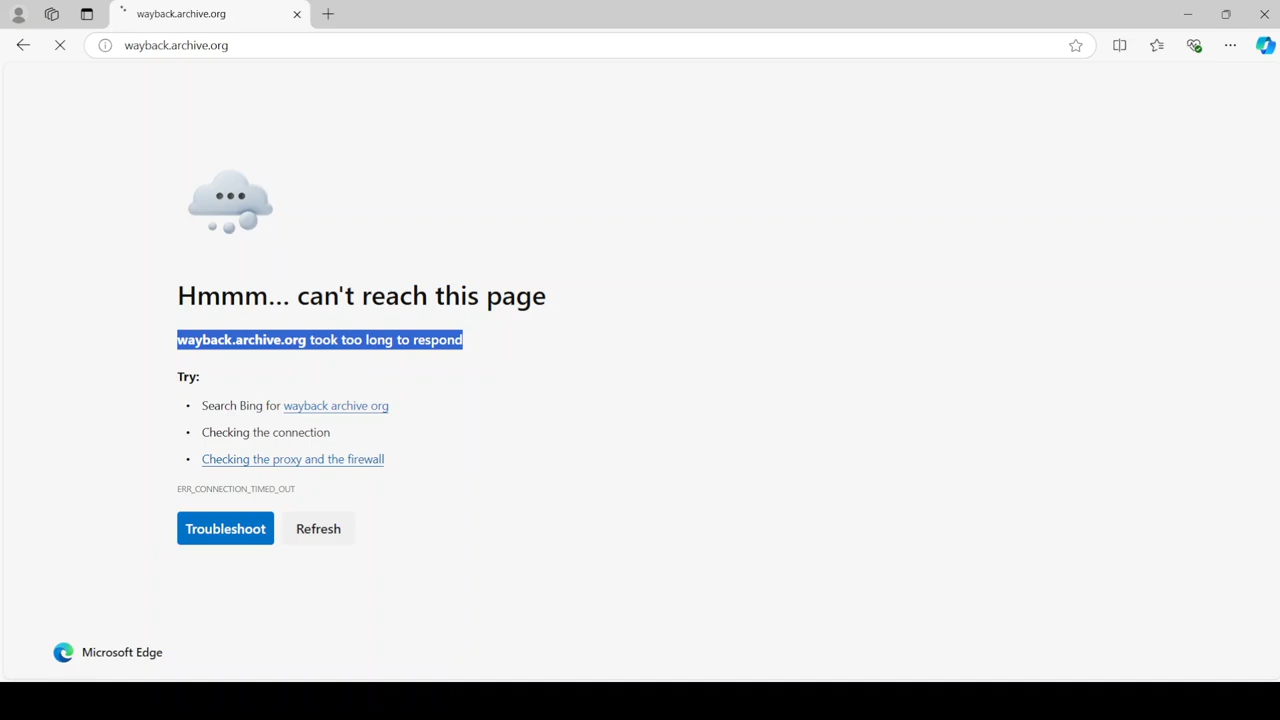 wayback.archive.org
wayback.archive.org
Hmmm... can't reach this page
wayback.archive.org took too long to respond
Try:
• Search Bing for wayback archive org
• Checking the connection
• Checking the proxy and the firewall
ERR_CONNECTION_TIMED_OUT
Troubleshoot Refresh
Microsoft Edge